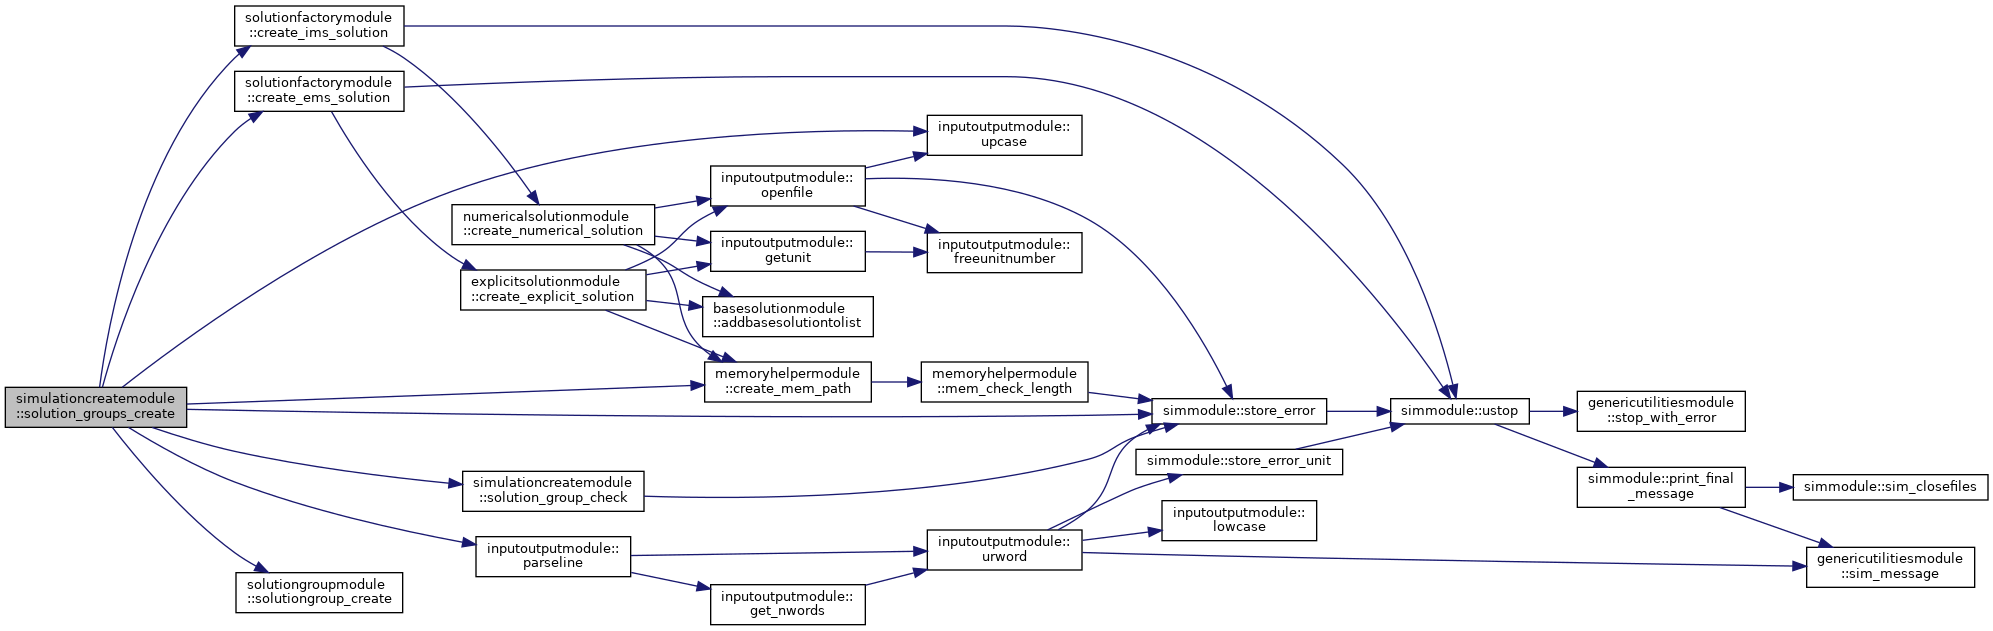 solutionfactorymodule
::create_ims_solution
solutionfactorymodule
::create_ems_solution
inputoutputmodule::
upcase
inputoutputmodule::
openfile
numericalsolutionmodule
::create_numerical_solution
inputoutputmodule::
getunit
inputoutputmodule::
freeunitnumber
explicitsolutionmodule
::create_explicit_solution
basesolutionmodule
::addbasesolutiontolist
memoryhelpermodule
::create_mem_path
memoryhelpermodule
::mem_check_length
simulationcreatemodule
::solution_groups_create
simmodule::store_error
simmodule::ustop
genericutilitiesmodule
::stop_with_error
simmodule::store_error_unit
simulationcreatemodule
::solution_group_check
simmodule::print_final
_message
simmodule::sim_closefiles
inputoutputmodule::
lowcase
inputoutputmodule::
parseline
inputoutputmodule::
urword
genericutilitiesmodule
::sim_message
solutiongroupmodule
::solutiongroup_create
inputoutputmodule::
get_nwords